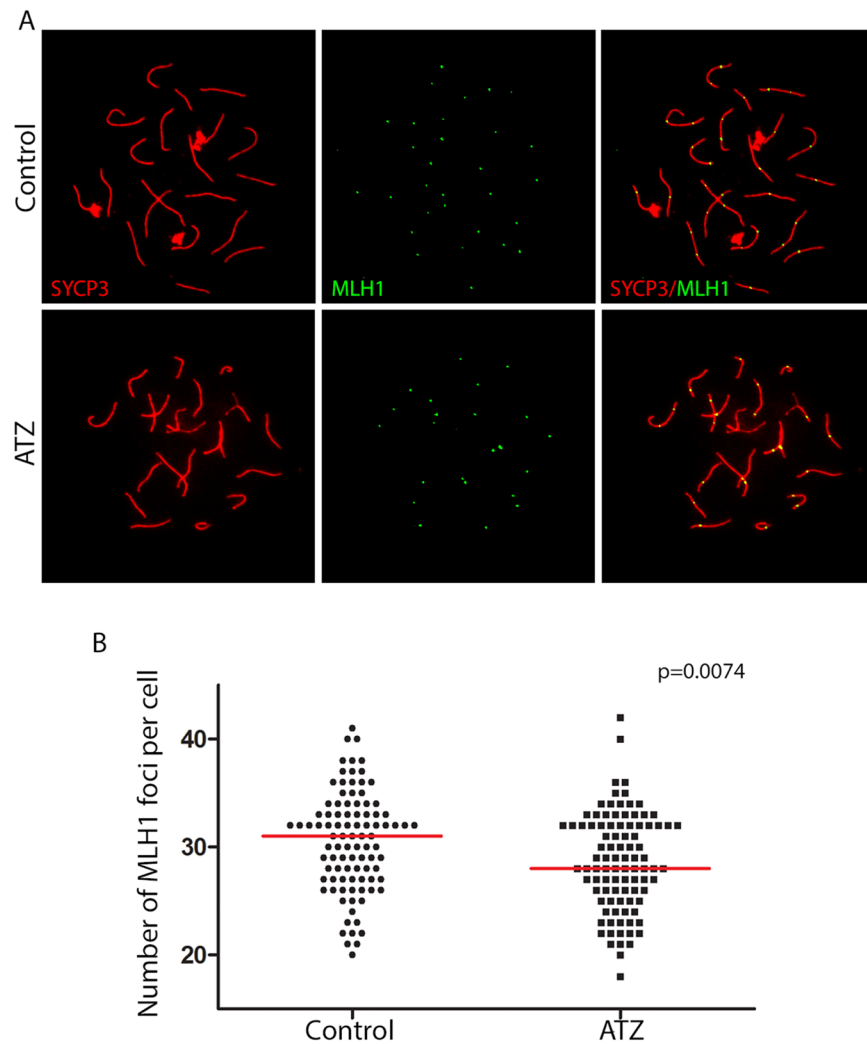 A
Control
SYCP3
MLH1
SYCP3/MLH1
ATZ
B
p=0.0074
Number of MLH1 foci per cell
40
30
20
Control
ATZ